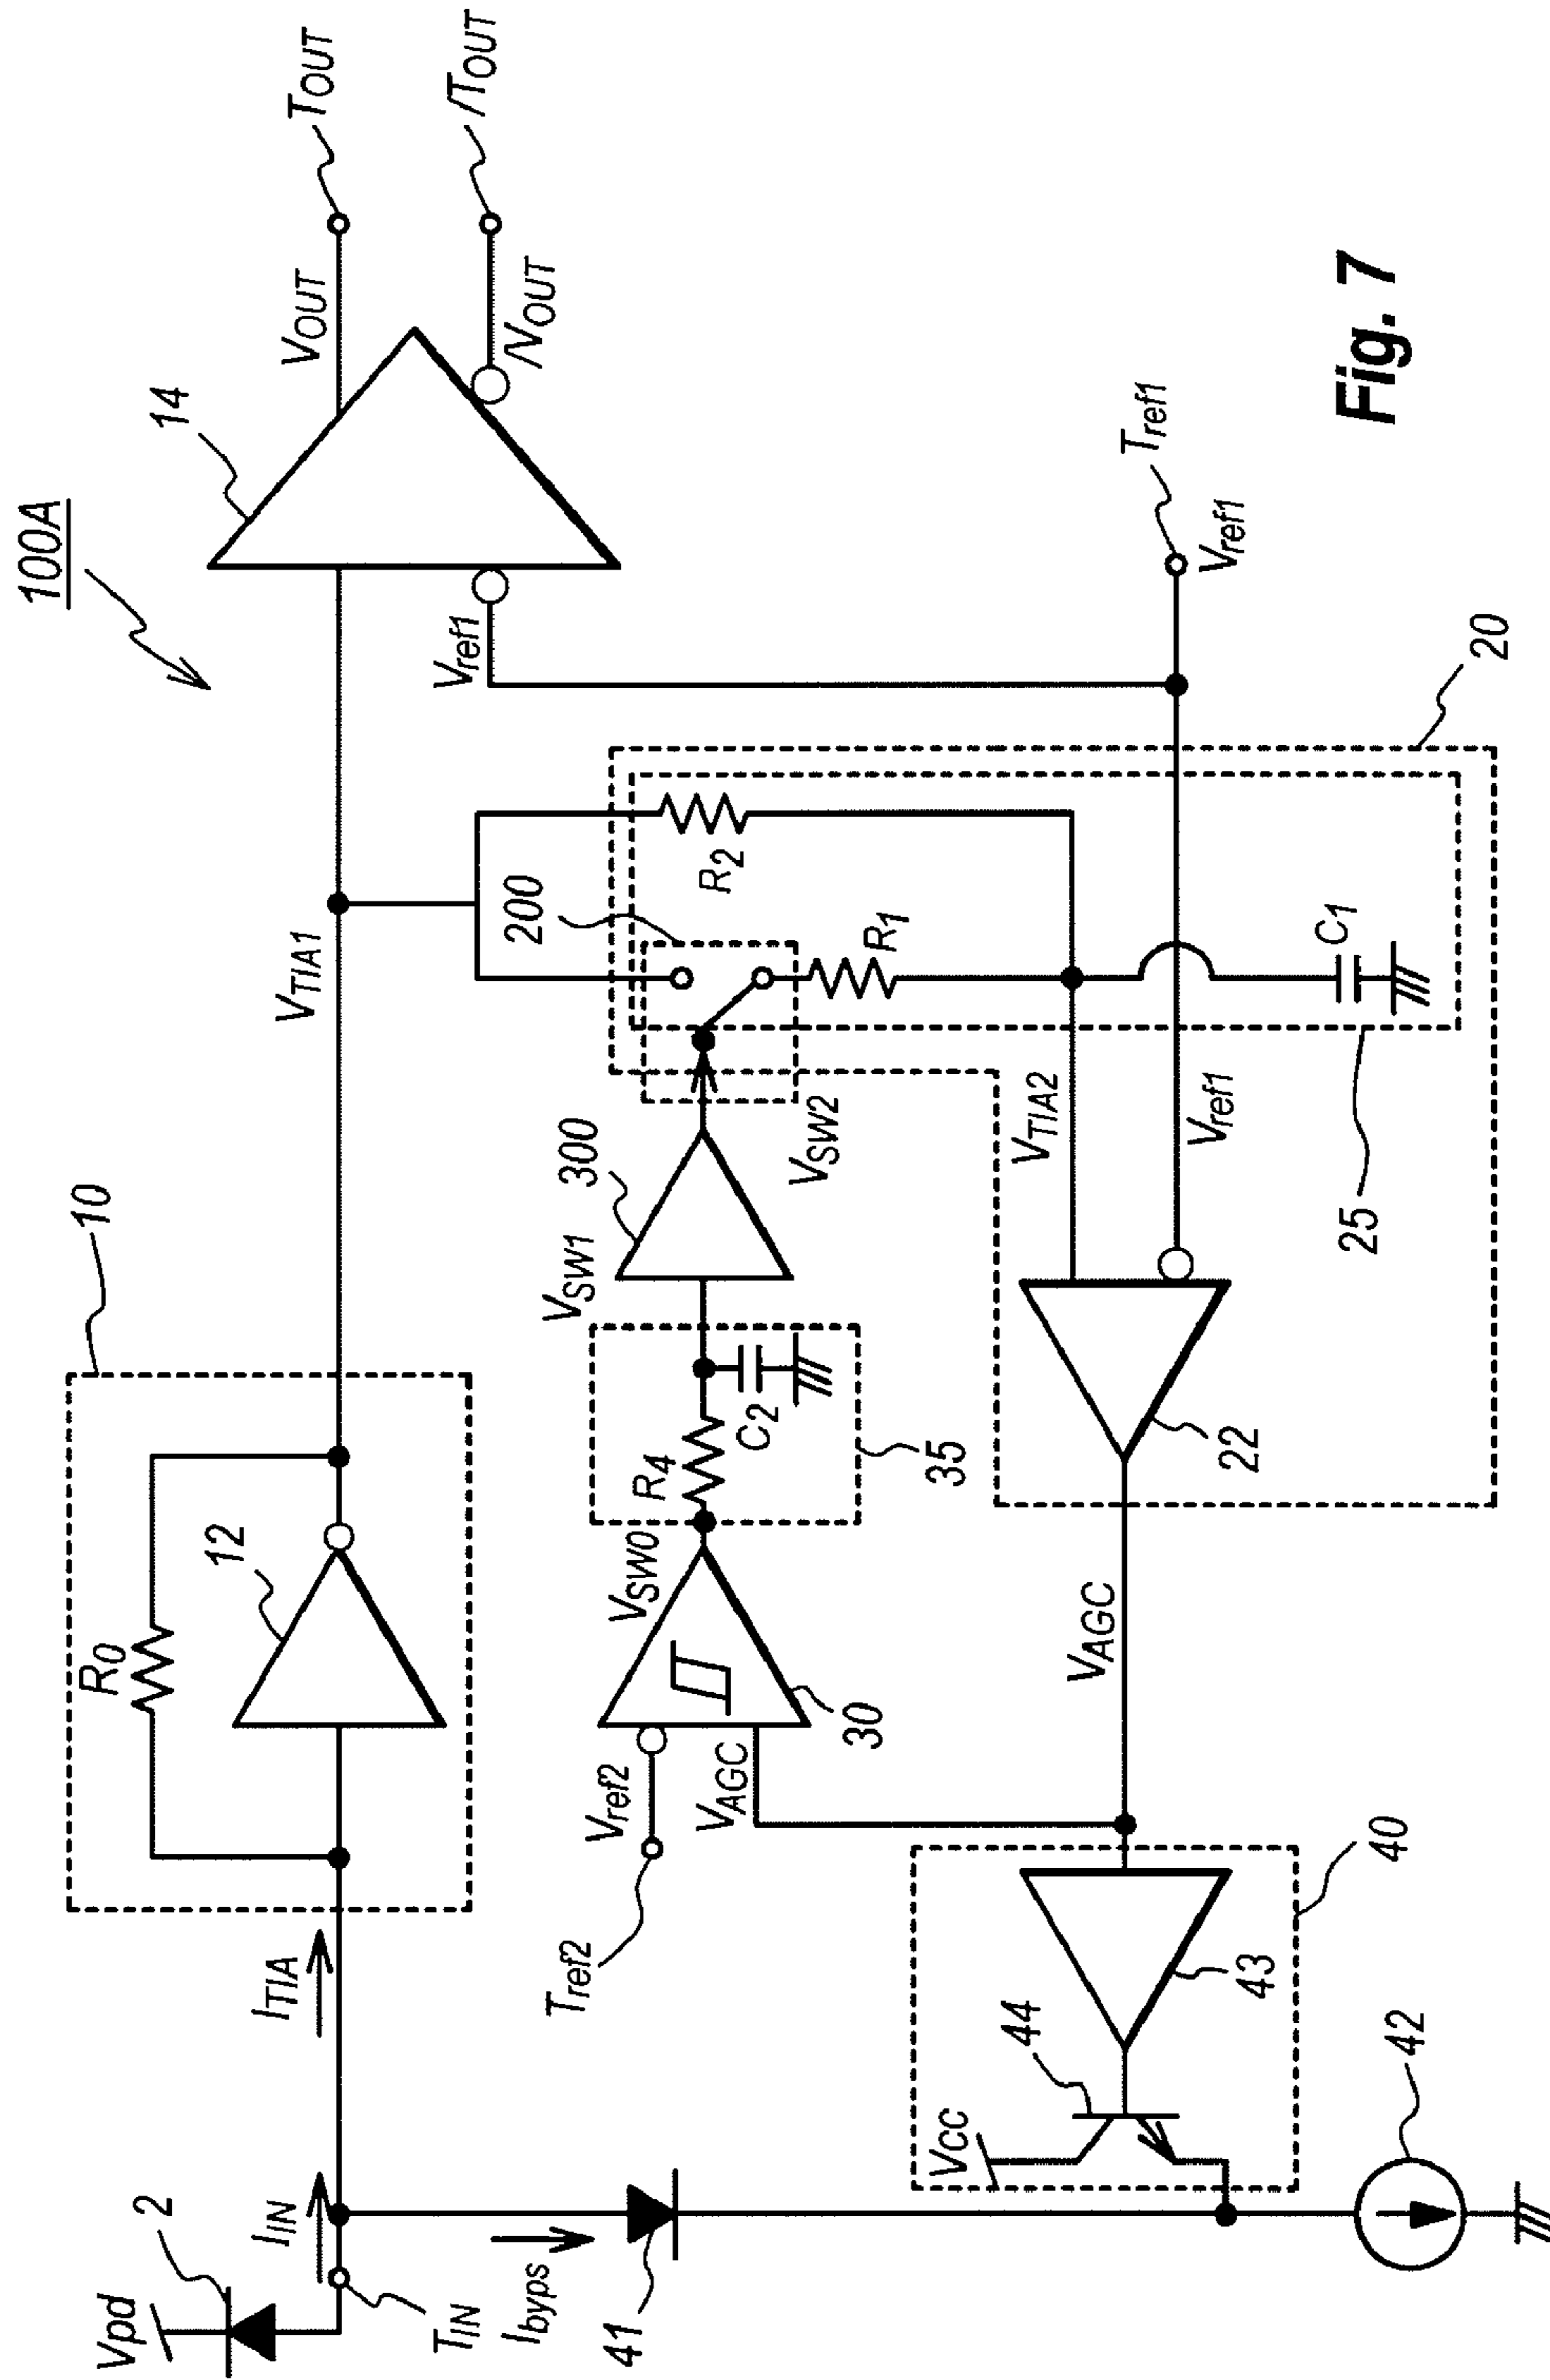 100A
10
R0
12
14
VOUT
TOUT
/VOUT
/TOUT
Vpd
2
IIN
ITIA
VTIA1
TIN
Ibyps
41
Tref2
Vref2
VAGC
30
VSW0
R4
C2
35
VSW1
300
VSW2
200
R2
R1
C1
Vref1
Tref1
Vref1
20
25
VTIA2
Vref1
22
VAGC
40
43
44
VCC
42
Fig. 7